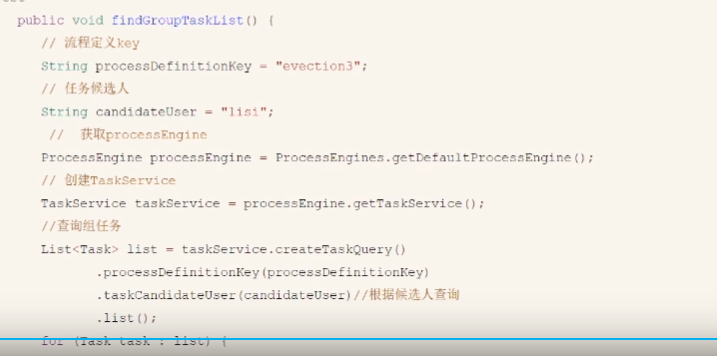 public void findGroupTaskList() {
// 流程定义key
String processDefinitionKey = "evection3";
// 任务候选人
String candidateUser = "lisi";
// 获取processEngine
ProcessEngine processEngine = ProcessEngines.getDefaultProcessEngine();
// 创建TaskService
TaskService taskService = processEngine.getTaskService();
//查询组任务
List<Task> list = taskService.createTaskQuery()
.processDefinitionKey(processDefinitionKey)
.taskCandidateUser(candidateUser)//根据候选人查询
.list();
for (Task task : list) {